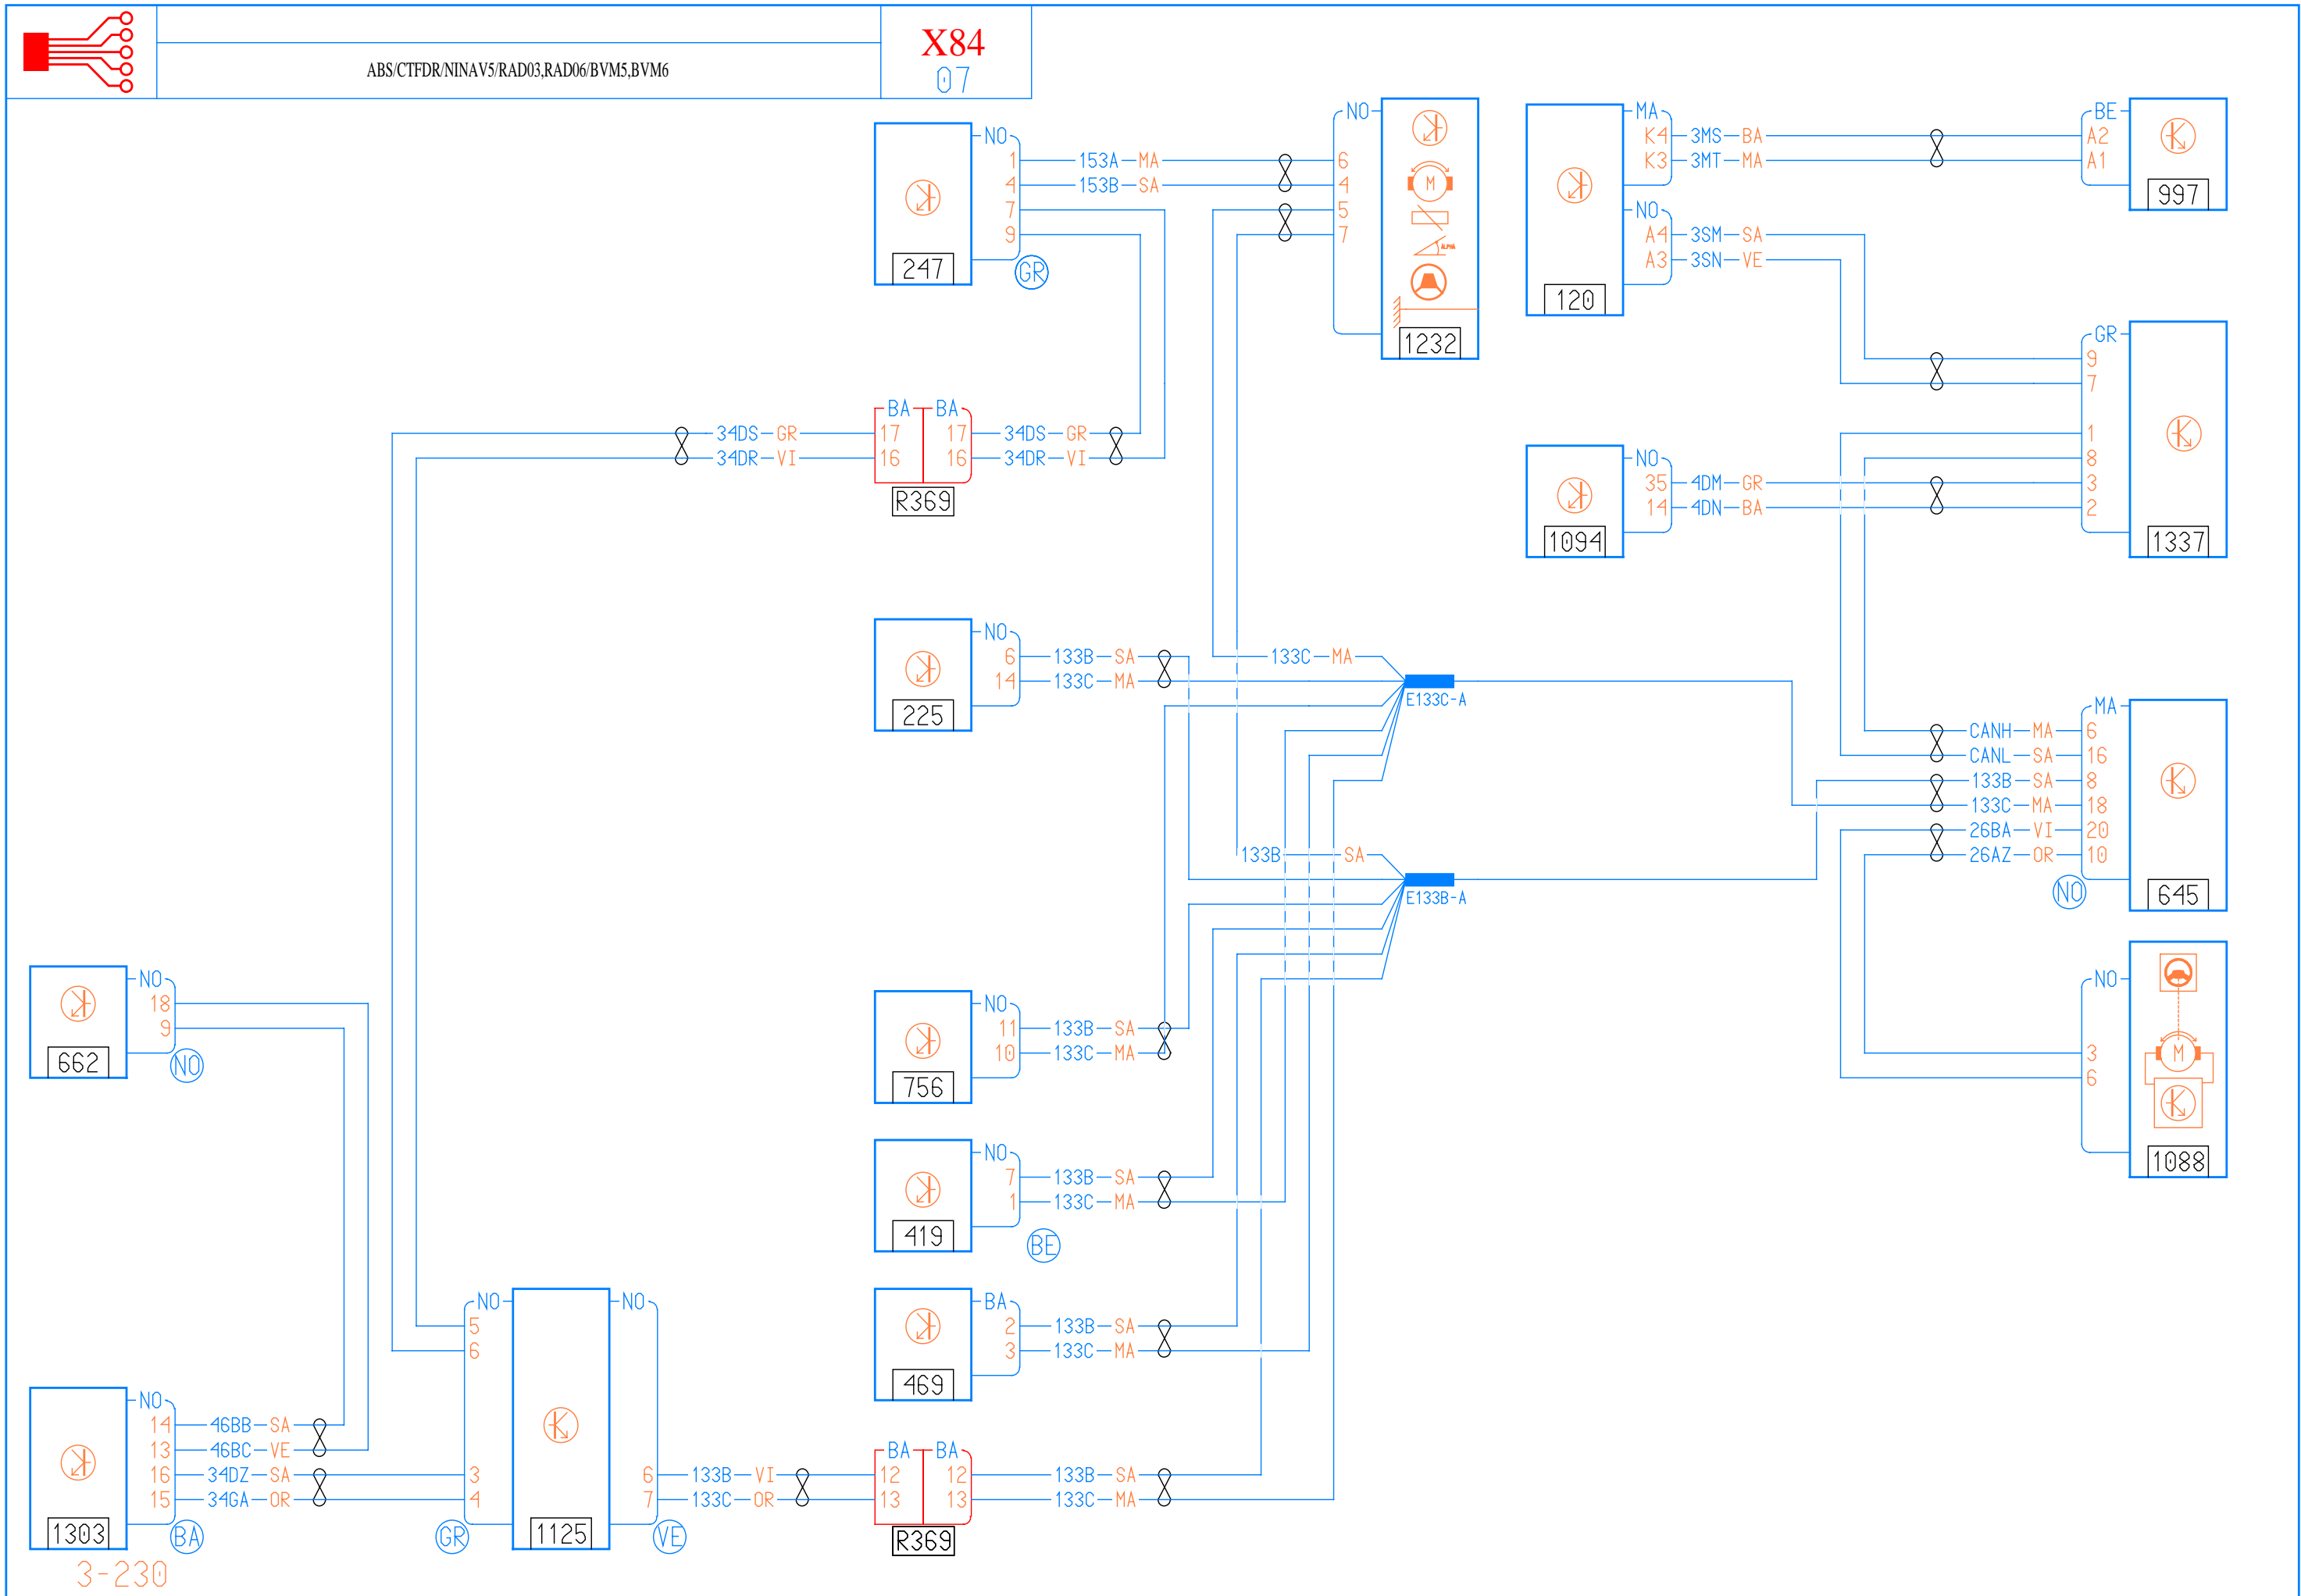 ABS/CTFDR/NINAV5/RAD03,RAD06/BVM5,BVM6
X84
07
NO
1 153A MA
4 153B SA
7
9
247
GR
NO
6
4
5
7
M
ALPHA
1232
MA
K4 3MS BA
K3 3MT MA
NO
A4 3SM SA
A3 3SN VE
120
BE
A2
A1
997
GR
9
7
1
8
3
2
1337
34DS GR
34DR VI
BA BA
17 17
16 16
34DS GR
34DR VI
R369
NO
35 4DM GR
14 4DN BA
1094
NO
6 133B SA
14 133C MA
225
133C MA
E133C-A
133B SA
E133B-A
MA
CANH MA 6
CANL SA 16
133B SA 8
133C MA 18
26BA VI 20
26AZ OR 10
NO
645
NO
3
6
M
1088
NO
18
9
662
NO
NO
11 133B SA
10 133C MA
756
NO
7 133B SA
1 133C MA
419
BE
BA
2 133B SA
3 133C MA
469
NO
14 46BB SA
13 46BC VE
16 34DZ SA
15 34GA OR
1303
BA
NO
5
6
3
4
GR
1125
NO
6 133B VI
7 133C OR
VE
BA BA
12 12
13 13
133B SA
133C MA
R369
3-230